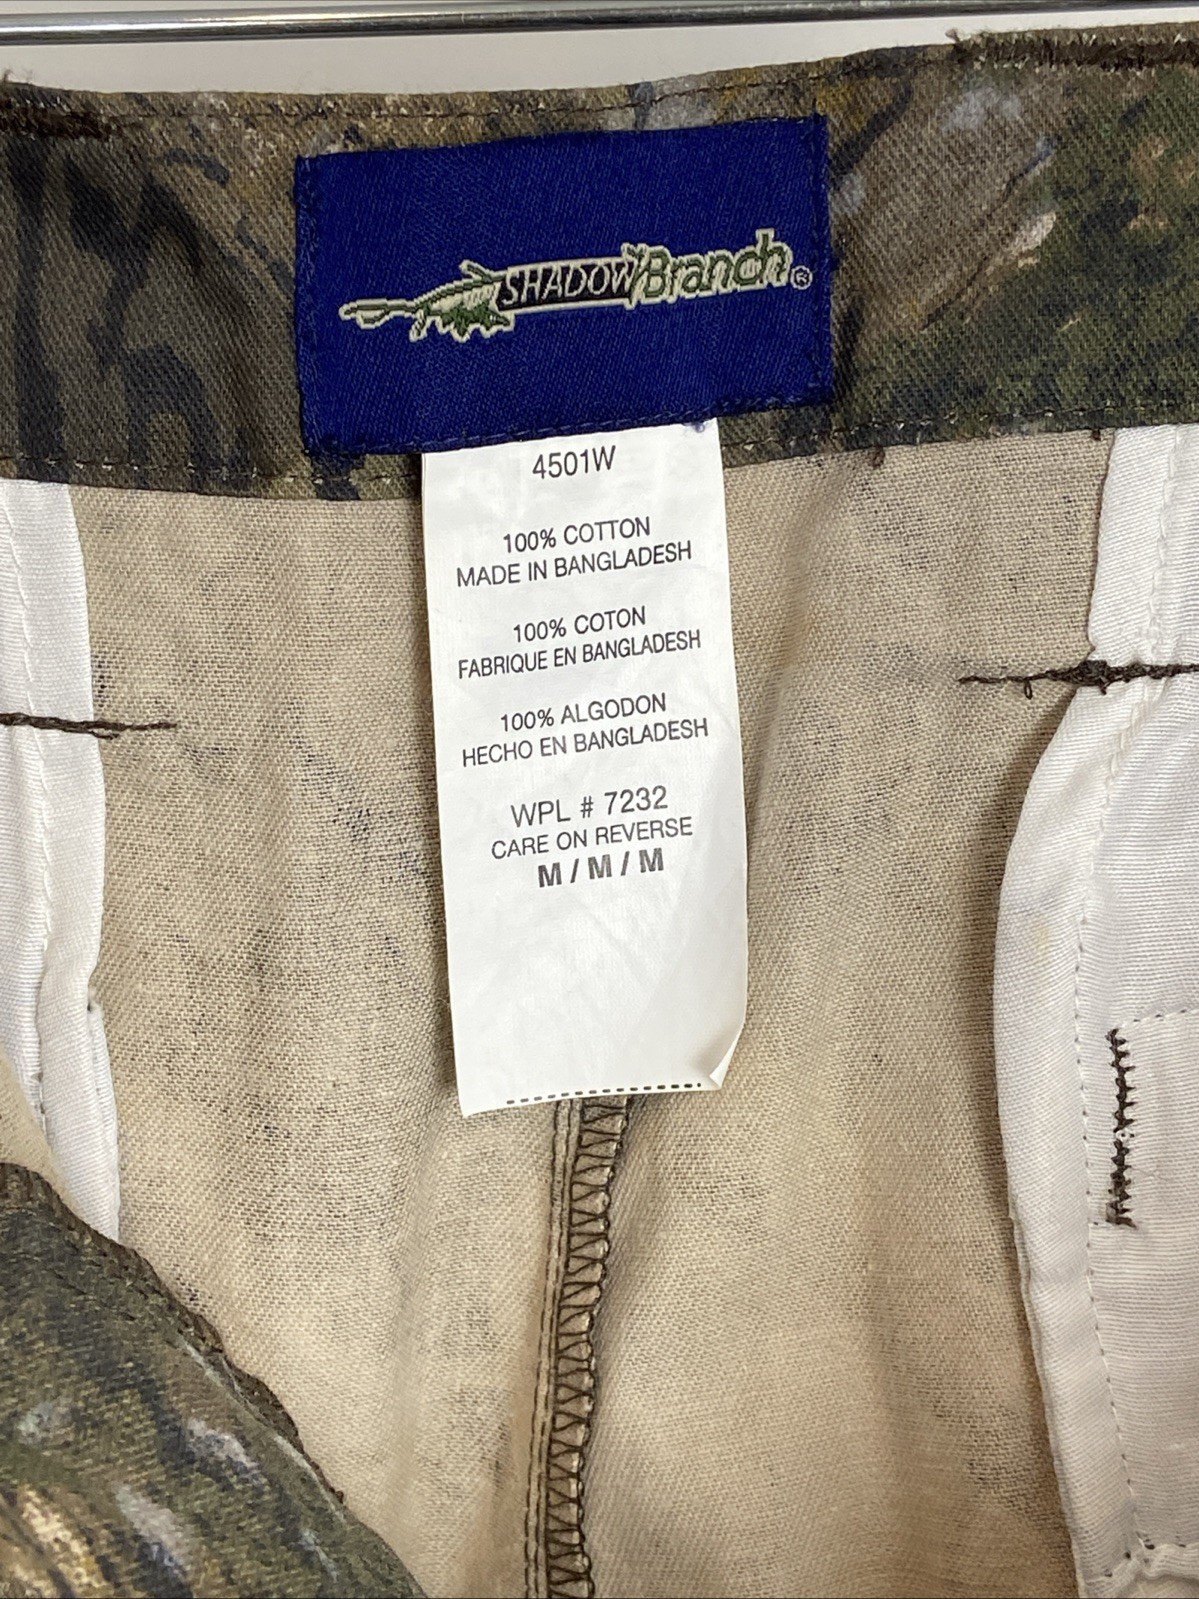 SHADOW Branch®
4501W
100% COTTON
MADE IN BANGLADESH
100% COTON
FABRIQUE EN BANGLADESH
100% ALGODON
HECHO EN BANGLADESH
WPL # 7232
CARE ON REVERSE
M / M / M